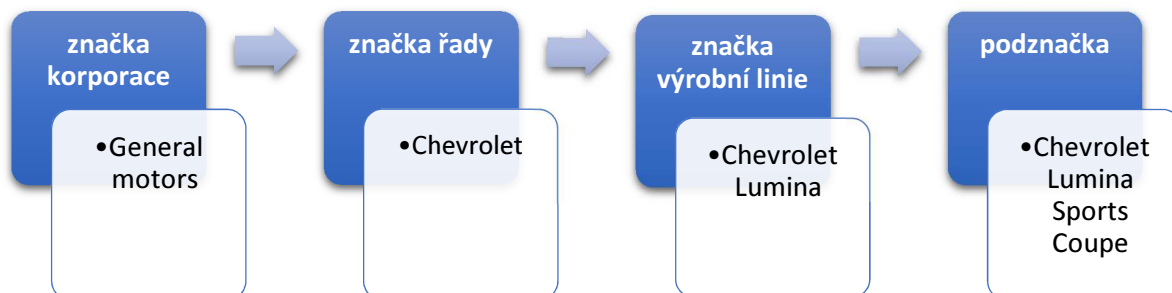 značka
korporace
•General
motors
značka řady
•Chevrolet
značka
výrobní linie
•Chevrolet
Lumina
podznačka
•Chevrolet
Lumina
Sports
Coupe